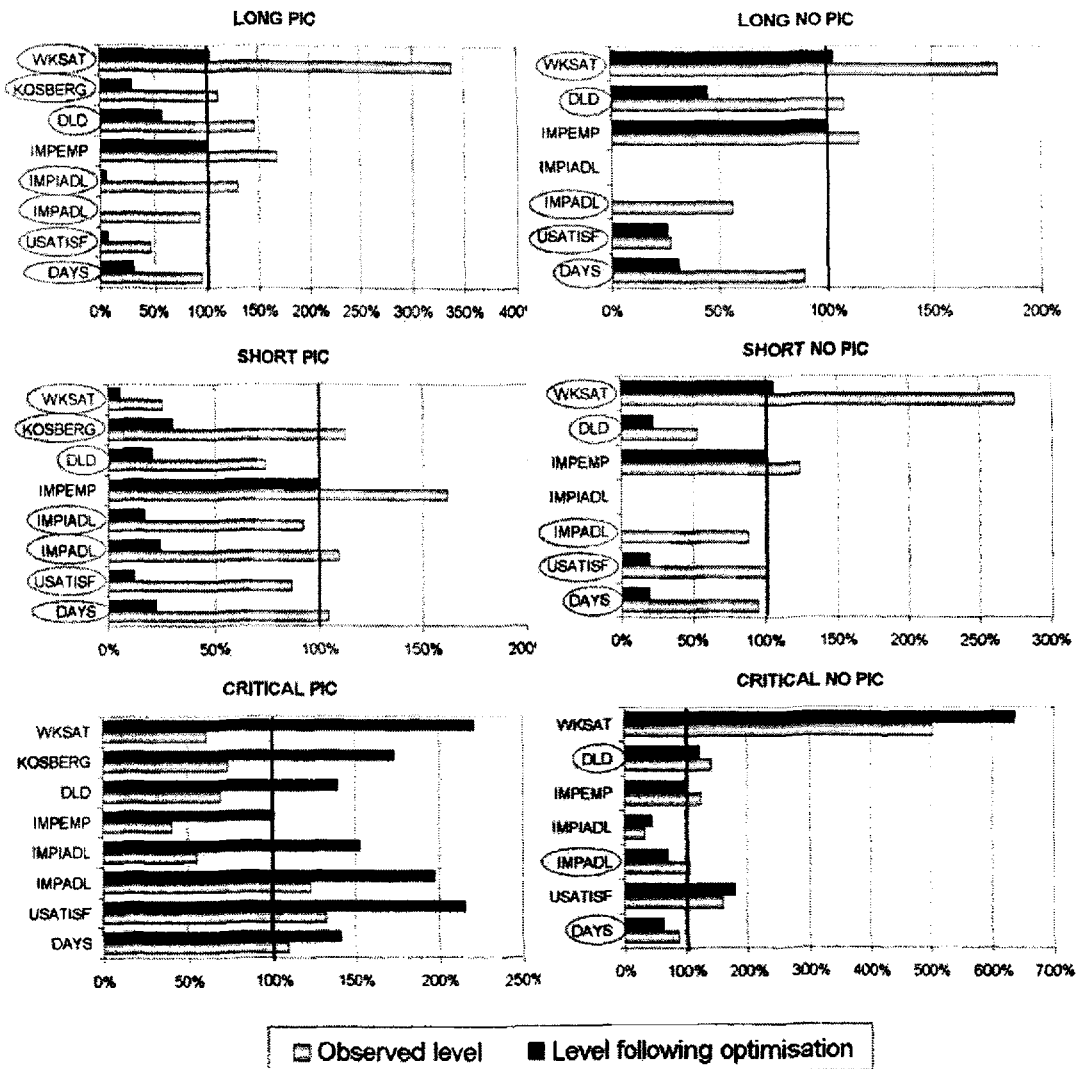 LONG PIC
WKSAT
KOSBERG
DLD
IMPEMP
IMPIADL
IMPADL
USATISF
DAYS
0% 50% 100% 150% 200% 250% 300% 350% 40(
LONG NO PIC
WKSAT
DLD
IMPEMP
IMPIADL
IMPADL
USATISF
DAYS
0% 50% 100% 150% 200%
SHORT PIC
WKSAT
KOSBERG
DLD
IMPEMP
IMPIADL
IMPADL
USATISF
DAYS
0% 50% 100% 150% 200
SHORT NO PIC
WKSAT
DLD
IMPEMP
IMPIADL
IMPADL
USATISF
DAYS
0% 50% 100% 150% 200% 250% 300%
CRITICAL PIC
WKSAT
KOSBERG
DLD
IMPEMP
IMPIADL
IMPADL
USATISF
DAYS
0% 50% 100% 150% 200% 250%
CRITICAL NO PIC
WKSAT
DLD
IMPEMP
IMPIADL
IMPADL
USATISF
DAYS
0% 100% 200% 300% 400% 500% 600% 700%
Observed level Level following optimisation